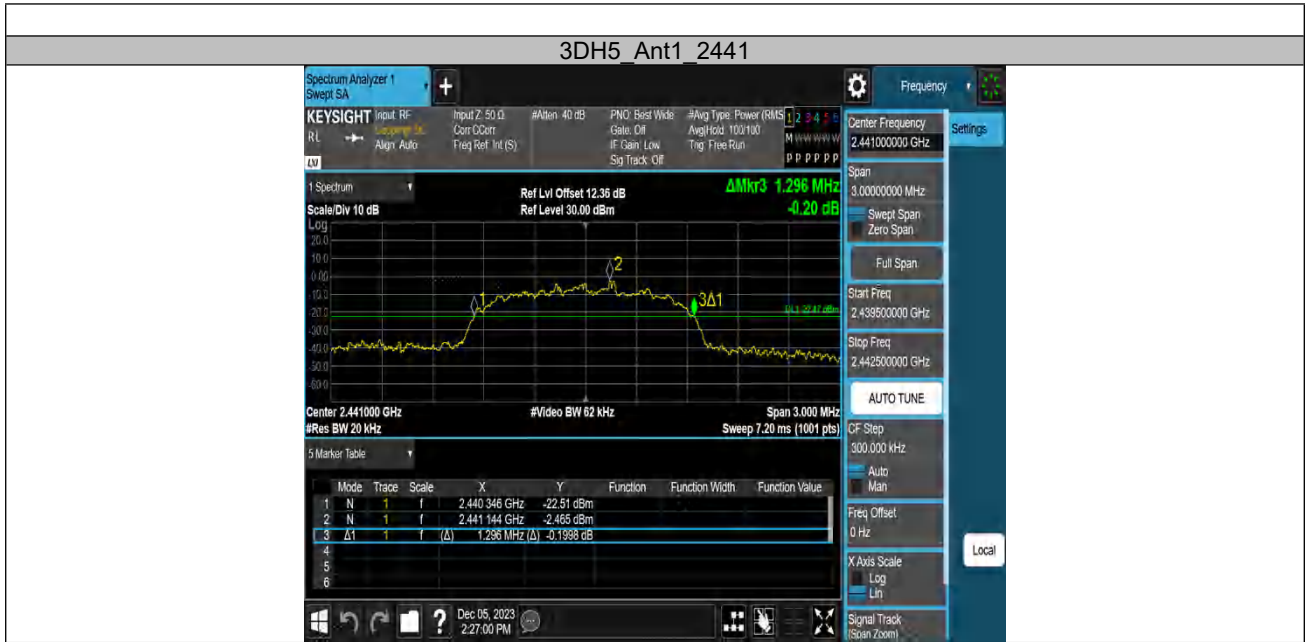 3DH5_Ant1_2441
Spectrum Analyzer 1
Swept SA
+
Frequency
Settings
KEYSIGHT
RL
LXI
Input: RF
Align: Auto
Input Z: 50 Ω
Corr CCorr
Freq Ref: Int (S)
#Atten: 40 dB
PNO: Best Wide
Gate: Off
IF Gain: Low
Sig Track: Off
#Avg Type: Power (RMS
Avg|Hold: 100/100
Trig: Free Run
1 2 3 4 5 6
M W W W W W
P P P P P P
1 Spectrum
Scale/Div 10 dB
Ref Lvl Offset 12.36 dB
Ref Level 30.00 dBm
ΔMkr3 1.296 MHz
-0.20 dB
Log
20.0
10.0
0.00
-10.0
-20.0
-30.0
-40.0
-50.0
-60.0
1
2
3Δ1
DL1 -22.47 dBm
Center 2.441000 GHz
#Video BW 62 kHz
Span 3.000 MHz
#Res BW 20 kHz
Sweep 7.20 ms (1001 pts)
5 Marker Table
Mode Trace Scale X Y Function Function Width Function Value
1 N 1 f 2.440 346 GHz -22.51 dBm
2 N 1 f 2.441 144 GHz -2.465 dBm
3 Δ1 1 f (Δ) 1.296 MHz (Δ) -0.1998 dB
4
5
6
Dec 05, 2023
2:27:00 PM
Center Frequency
2.441000000 GHz
Span
3.00000000 MHz
Swept Span
Zero Span
Full Span
Start Freq
2.439500000 GHz
Stop Freq
2.442500000 GHz
AUTO TUNE
CF Step
300.000 kHz
Auto
Man
Freq Offset
0 Hz
X Axis Scale
Log
Lin
Signal Track
(Span Zoom)
Local